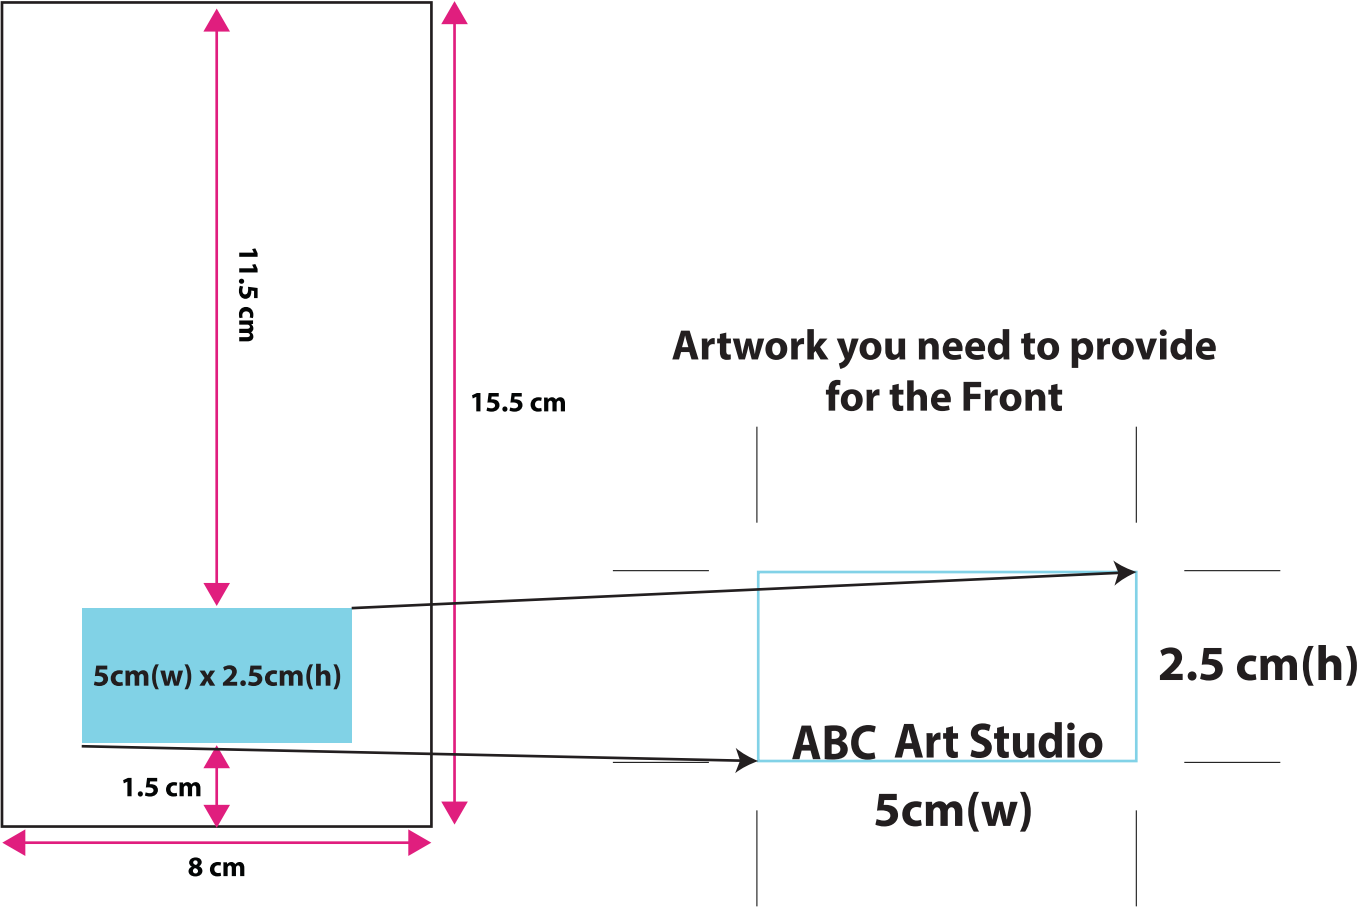 11.5 cm
15.5 cm
5cm(w) x 2.5cm(h)
1.5 cm
8 cm
Artwork you need to provide
for the Front
2.5 cm(h)
ABC Art Studio
5cm(w)